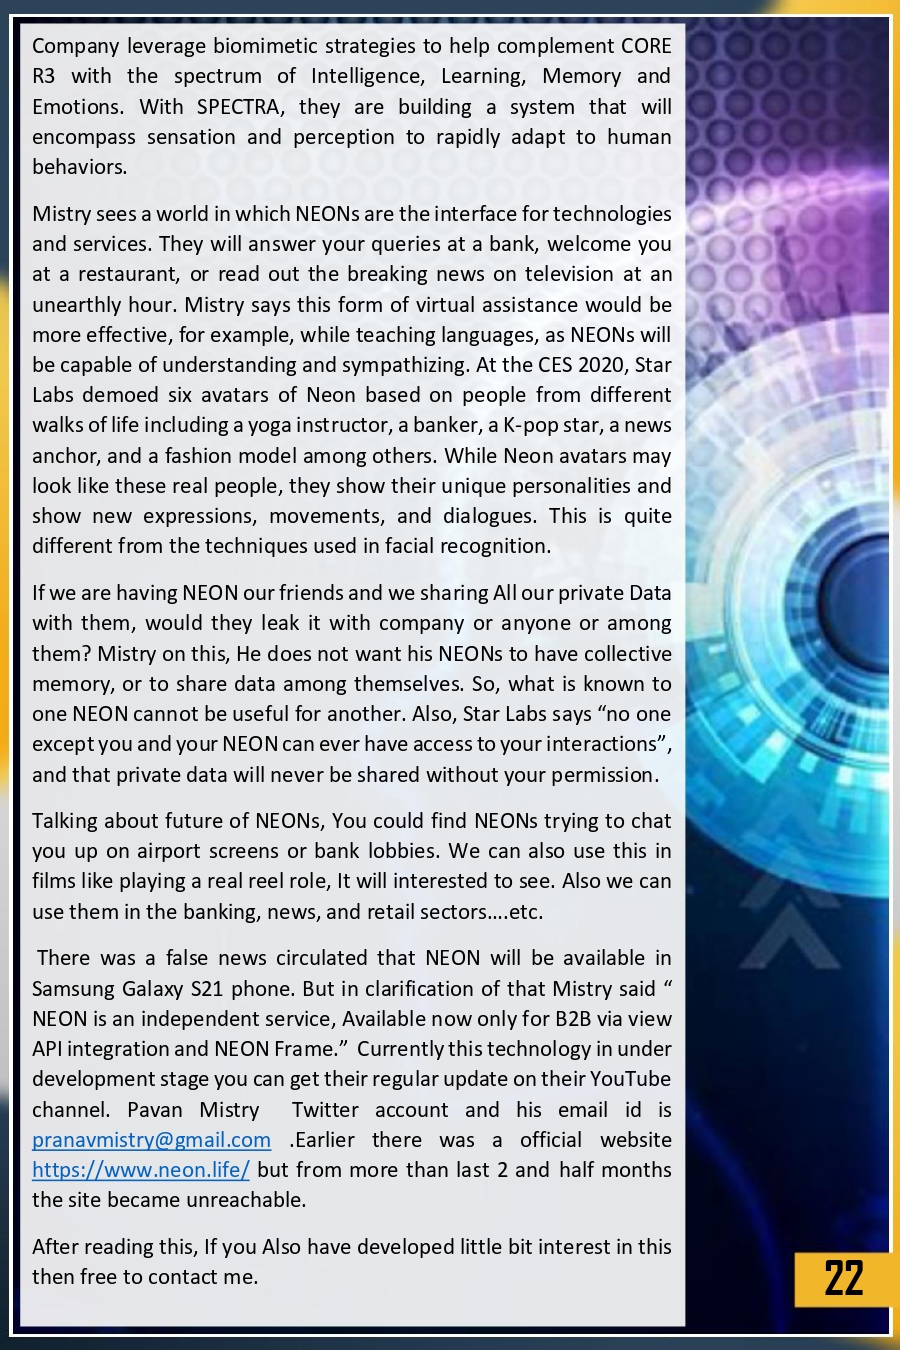 Company leverage biomimetic strategies to help complement CORE
R3 with the spectrum of Intelligence, Learning, Memory and
Emotions. With SPECTRA, they are building a system that will
encompass sensation and perception to rapidly adapt to human
behaviors.
Mistry sees a world in which NEONs are the interface for technologies
and services. They will answer your queries at a bank, welcome you
at a restaurant, or read out the breaking news on television at an
unearthly hour. Mistry says this form of virtual assistance would be
more effective, for example, while teaching languages, as NEONs will
be capable of understanding and sympathizing. At the CES 2020, Star
Labs demoed six avatars of Neon based on people from different
walks of life including a yoga instructor, a banker, a K-pop star, a news
anchor, and a fashion model among others. While Neon avatars may
look like these real people, they show their unique personalities and
show new expressions, movements, and dialogues. This is quite
different from the techniques used in facial recognition.
If we are having NEON our friends and we sharing All our private Data
with them, would they leak it with company or anyone or among
them? Mistry on this, He does not want his NEONs to have collective
memory, or to share data among themselves. So, what is known to
one NEON cannot be useful for another. Also, Star Labs says “no one
except you and your NEON can ever have access to your interactions”,
and that private data will never be shared without your permission.
Talking about future of NEONs, You could find NEONs trying to chat
you up on airport screens or bank lobbies. We can also use this in
films like playing a real reel role, It will interested to see. Also we can
use them in the banking, news, and retail sectors….etc.
There was a false news circulated that NEON will be available in
Samsung Galaxy S21 phone. But in clarification of that Mistry said “
NEON is an independent service, Available now only for B2B via view
API integration and NEON Frame.” Currently this technology in under
development stage you can get their regular update on their YouTube
channel. Pavan Mistry Twitter account and his email id is
pranavmistry@gmail.com .Earlier there was a official website
https://www.neon.life/ but from more than last 2 and half months
the site became unreachable.
After reading this, If you Also have developed little bit interest in this
then free to contact me.
22